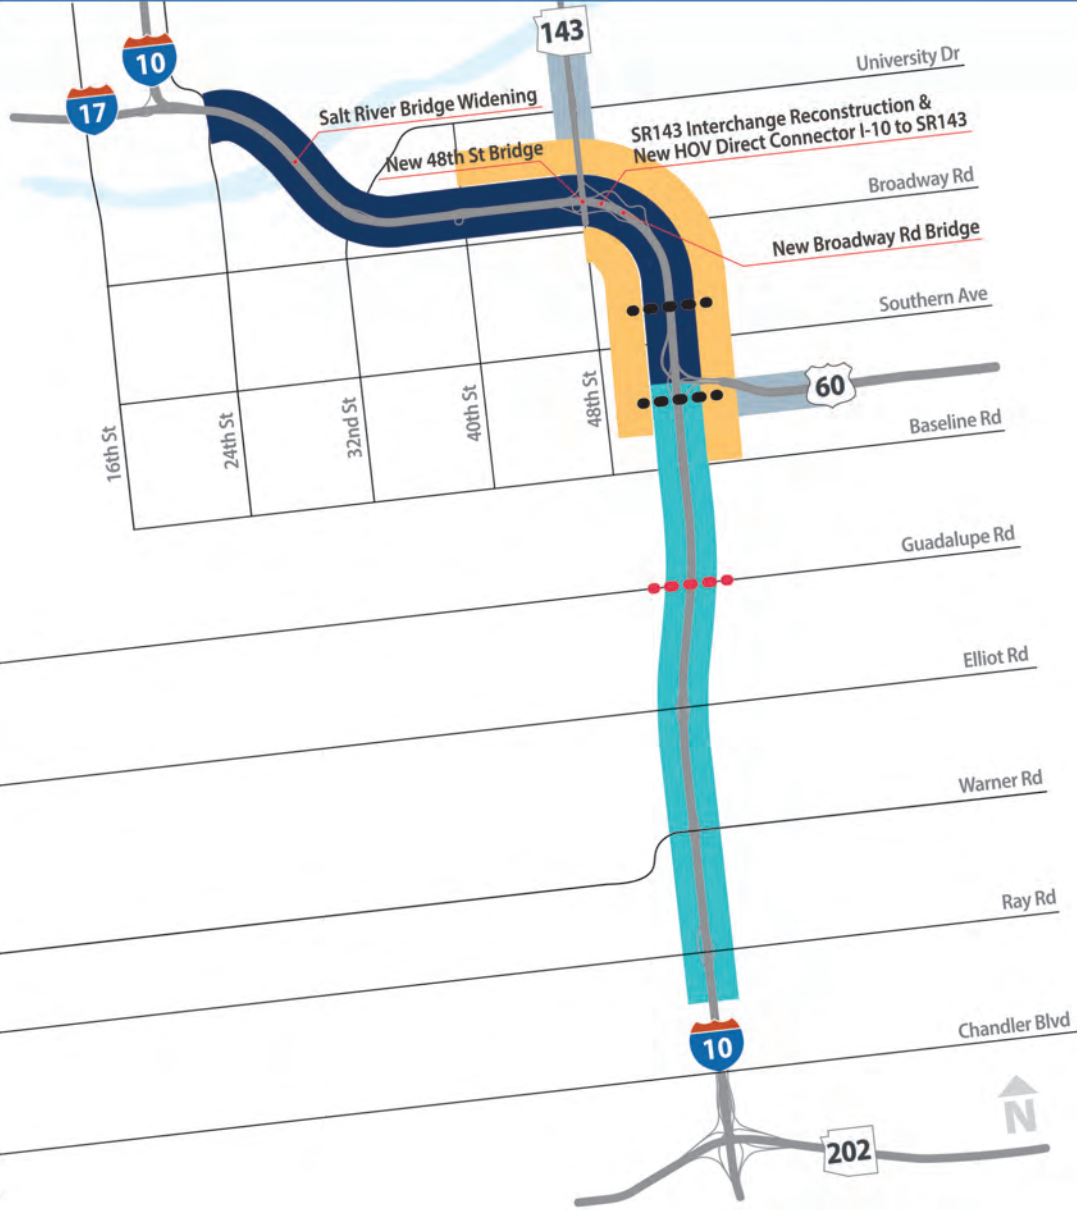 143
10
17
University Dr
Salt River Bridge Widening
SR143 Interchange Reconstruction &
New HOV Direct Connector I-10 to SR143
New 48th St Bridge
Broadway Rd
New Broadway Rd Bridge
Southern Ave
60
Baseline Rd
16th St
24th St
32nd St
40th St
48th St
Guadalupe Rd
Elliot Rd
Warner Rd
Ray Rd
Chandler Blvd
10
N
202